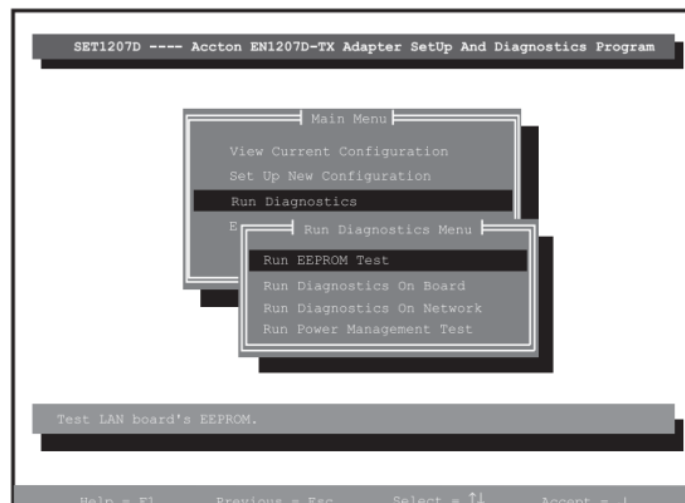 SET1207D ---- Accton EN1207D-TX Adapter SetUp And Diagnostics Program
Main Menu
View Current Configuration
Set Up New Configuration
Run Diagnostics
E
Run Diagnostics Menu
Run EEPROM Test
Run Diagnostics On Board
Run Diagnostics On Network
Run Power Management Test
Test LAN board's EEPROM.
Help = F1 Previous = Esc Select = ↑↓ Accept =